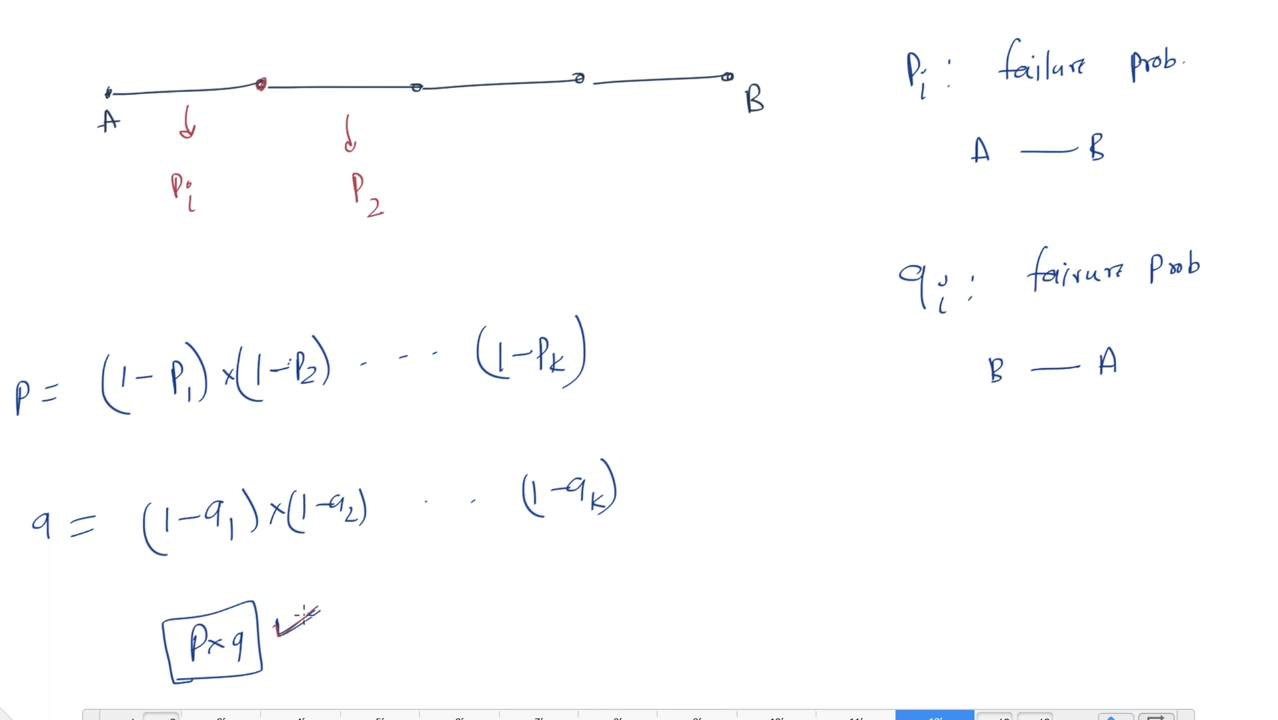 A
B
Pi
P2
Pi : failure prob.
A — B
qi : fairure Prob
B — A
P = (1 - P1) × (1 - P2) . - - . (1 - PK)
q = (1 - q1) × (1 - q2) . . (1 - qK)
P × q